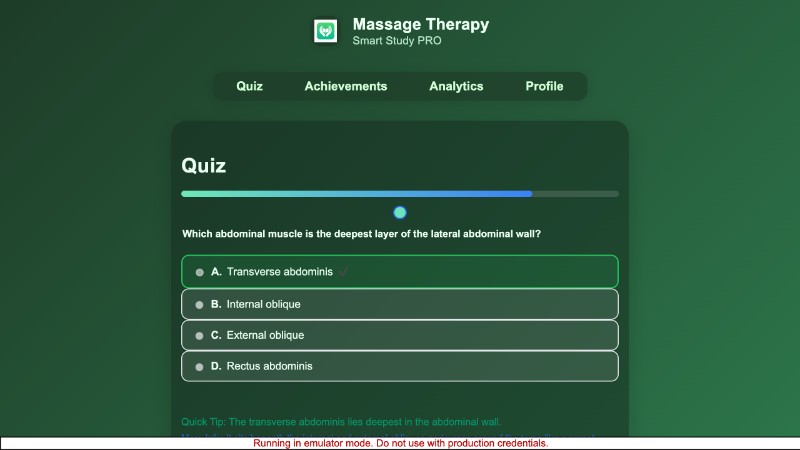 Massage Therapy
Smart Study PRO
Quiz Achievements Analytics Profile
Quiz
Which abdominal muscle is the deepest layer of the lateral abdominal wall?
A. Transverse abdominis ✓
B. Internal oblique
C. External oblique
D. Rectus abdominis
Quick Tip: The transverse abdominis lies deepest in the abdominal wall.
Running in emulator mode. Do not use with production credentials.